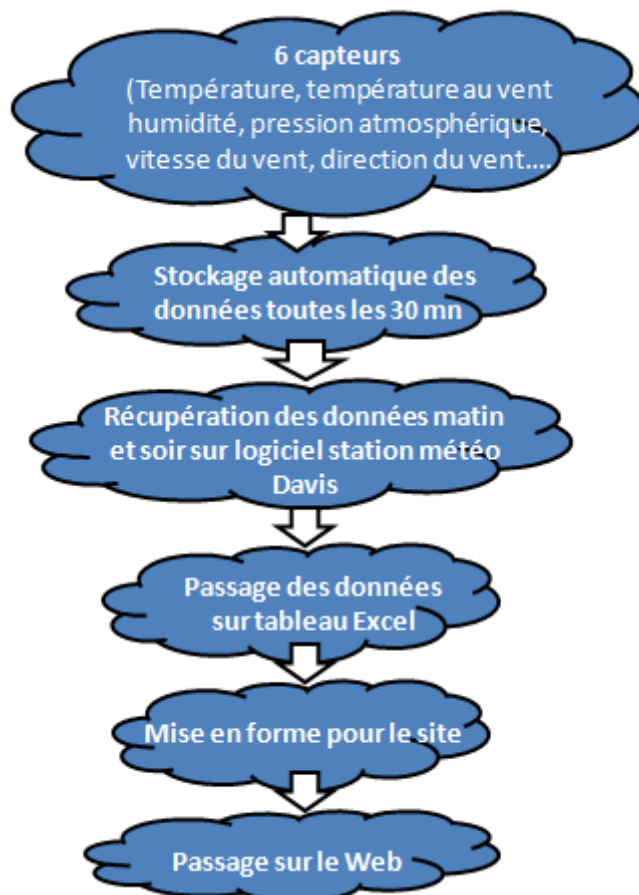 6 capteurs
(Température, température au vent
humidité, pression atmosphérique,
vitesse du vent, direction du vent....
Stockage automatique des
données toutes les 30 mn
Récupération des données matin
et soir sur logiciel station météo
Davis
Passage des données
sur tableau Excel
Mise en forme pour le site
Passage sur le Web